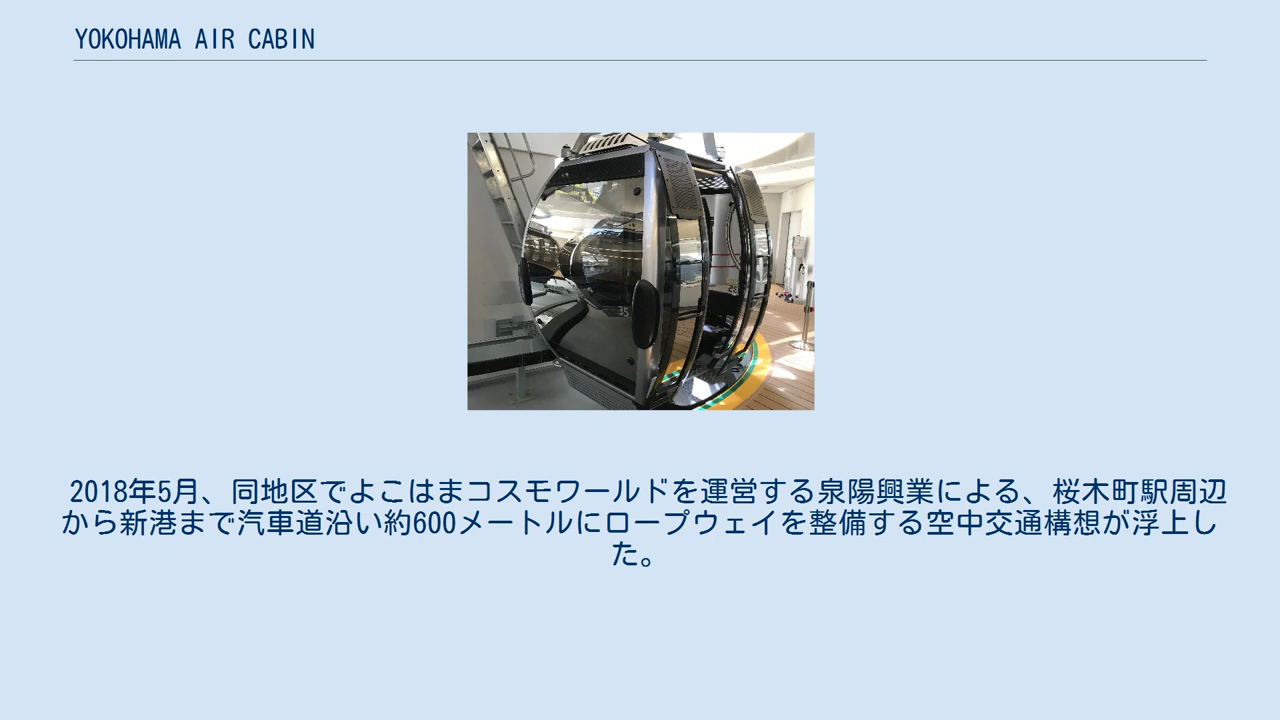 YOKOHAMA AIR CABIN
35
2018年5月、同地区でよこはまコスモワールドを運営する泉陽興業による、桜木町駅周辺
から新港まで汽車道沿い約600メートルにロープウェイを整備する空中交通構想が浮上し
た。